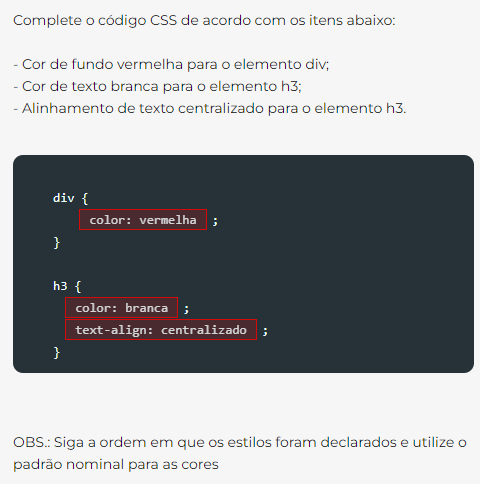 Complete o código CSS de acordo com os itens abaixo:
- Cor de fundo vermelha para o elemento div;
- Cor de texto branca para o elemento h3;
- Alinhamento de texto centralizado para o elemento h3.
div {
color: vermelha ;
}
h3 {
color: branca ;
text-align: centralizado ;
}
OBS.: Siga a ordem em que os estilos foram declarados e utilize o
padrão nominal para as cores